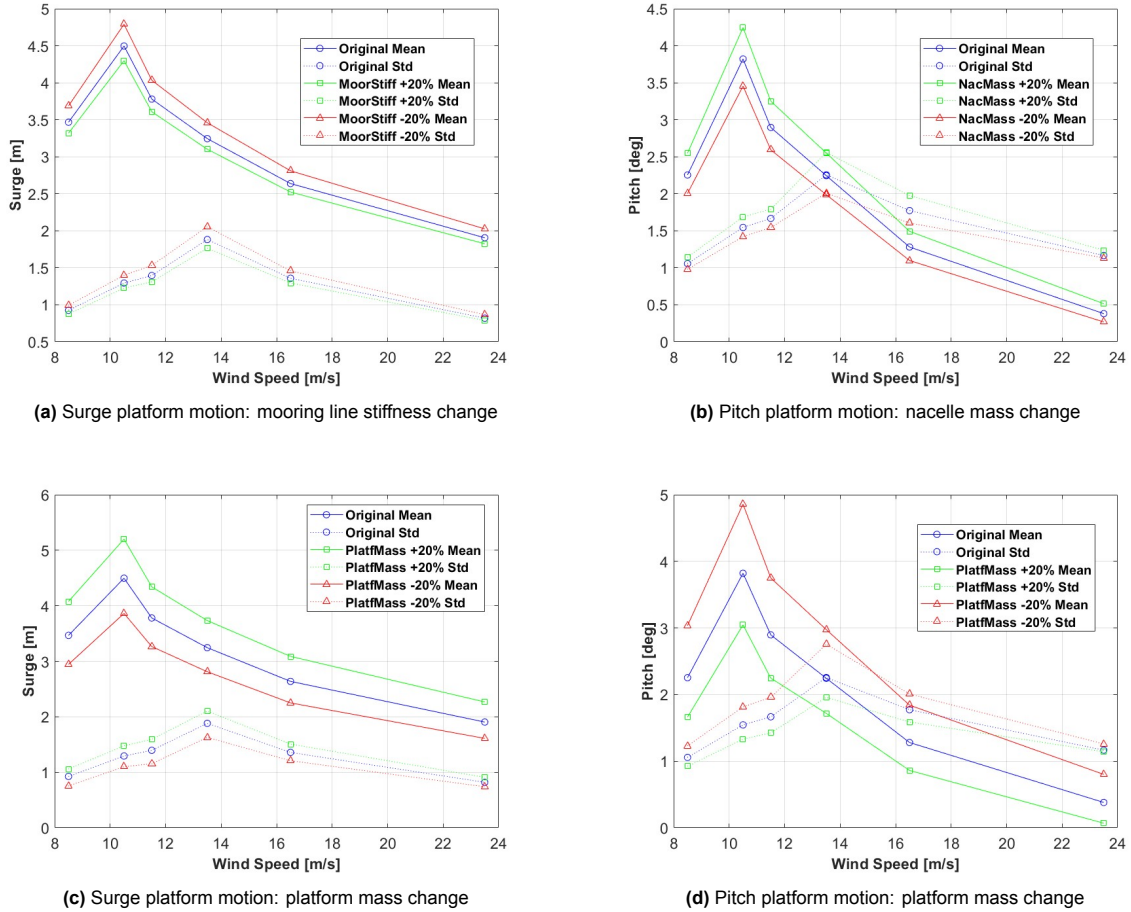 5
4.5
4
3.5
3
2.5
2
1.5
1
0.5
8 10 12 14 16 18 20 22 24
Surge [m]
Wind Speed [m/s]
Original Mean
Original Std
MoorStiff +20% Mean
MoorStiff +20% Std
MoorStiff -20% Mean
MoorStiff -20% Std
(a) Surge platform motion: mooring line stiffness change
4.5
4
3.5
3
2.5
2
1.5
1
0.5
0
8 10 12 14 16 18 20 22 24
Pitch [deg]
Wind Speed [m/s]
Original Mean
Original Std
NacMass +20% Mean
NacMass +20% Std
NacMass -20% Mean
NacMass -20% Std
(b) Pitch platform motion: nacelle mass change
6
5
4
3
2
1
0
8 10 12 14 16 18 20 22 24
Surge [m]
Wind Speed [m/s]
Original Mean
Original Std
PlatfMass +20% Mean
PlatfMass +20% Std
PlatfMass -20% Mean
PlatfMass -20% Std
(c) Surge platform motion: platform mass change
5
4
3
2
1
0
8 10 12 14 16 18 20 22 24
Pitch [deg]
Wind Speed [m/s]
Original Mean
Original Std
PlatfMass +20% Mean
PlatfMass +20% Std
PlatfMass -20% Mean
PlatfMass -20% Std
(d) Pitch platform motion: platform mass change